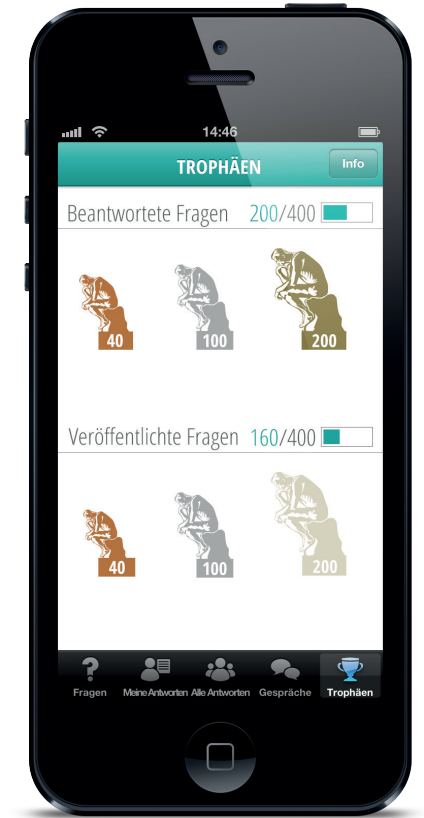 14:46
TROPHÄEN Info
Beantwortete Fragen 200/400
40 100 200
Veröffentlichte Fragen 160/400
40 100 200
Fragen Meine Antworten Alle Antworten Gespräche Trophäen